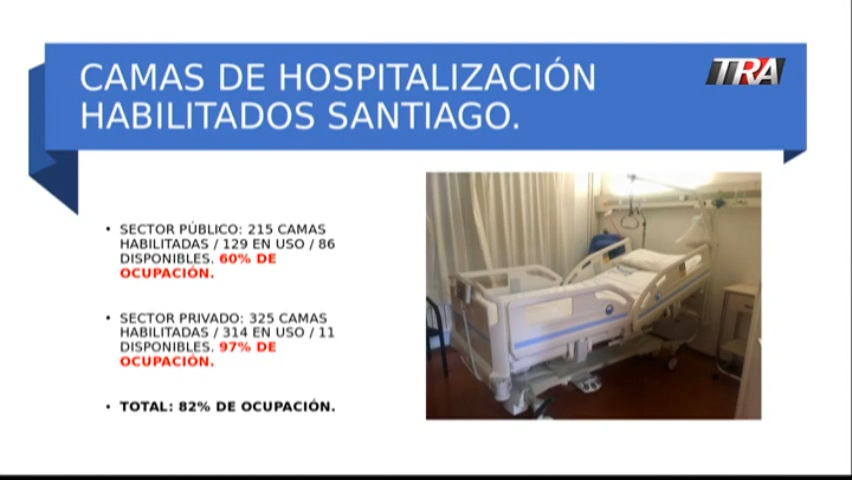 CAMAS DE HOSPITALIZACIÓN
HABILITADOS SANTIAGO.
TRA
• SECTOR PÚBLICO: 215 CAMAS
HABILITADAS / 129 EN USO / 86
DISPONIBLES. 60% DE
OCUPACIÓN.
• SECTOR PRIVADO: 325 CAMAS
HABILITADAS / 314 EN USO / 11
DISPONIBLES. 97% DE
OCUPACIÓN.
• TOTAL: 82% DE OCUPACIÓN.